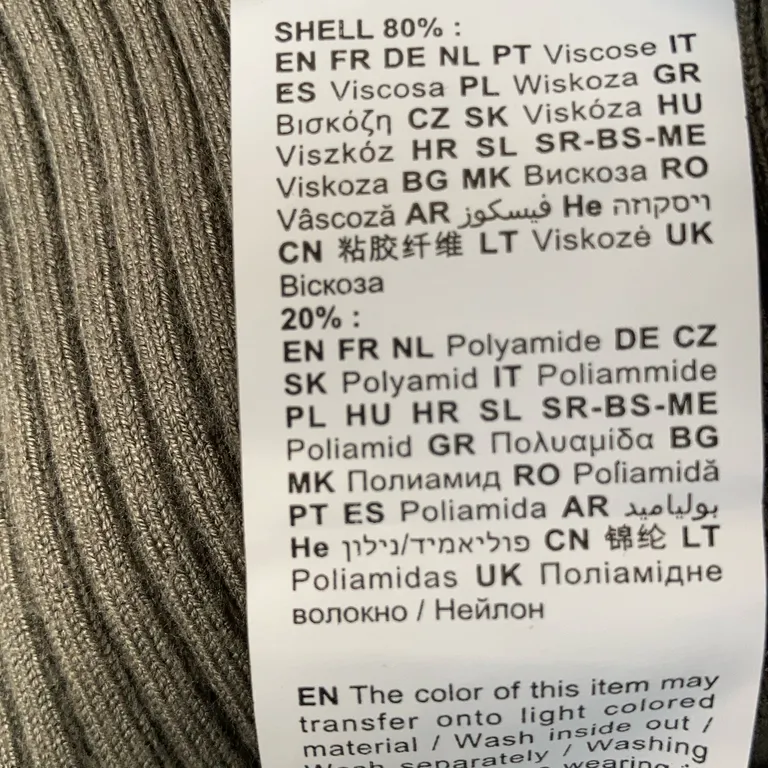 SHELL 80% :
EN FR DE NL PT Viscose IT
ES Viscosa PL Wiskoza GR
Βισκόζη CZ SK Viskóza HU
Viszkóz HR SL SR-BS-ME
Viskoza BG MK Вискоза RO
Vâscoză AR فيسكوز He ויסקוזה
CN 粘胶纤维 LT Viskozė UK
Віскоза
20% :
EN FR NL Polyamide DE CZ
SK Polyamid IT Poliammide
PL HU HR SL SR-BS-ME
Poliamid GR Πολυαμίδα BG
MK Полиамид RO Poliamidă
PT ES Poliamida AR بولياميد
He פוליאמיד/ניילון CN 锦纶 LT
Poliamidas UK Поліамідне
волокно / Нейлон
EN The color of this item may
transfer onto light colored
material / Wash inside out /
Wash separately / Washing
wearing